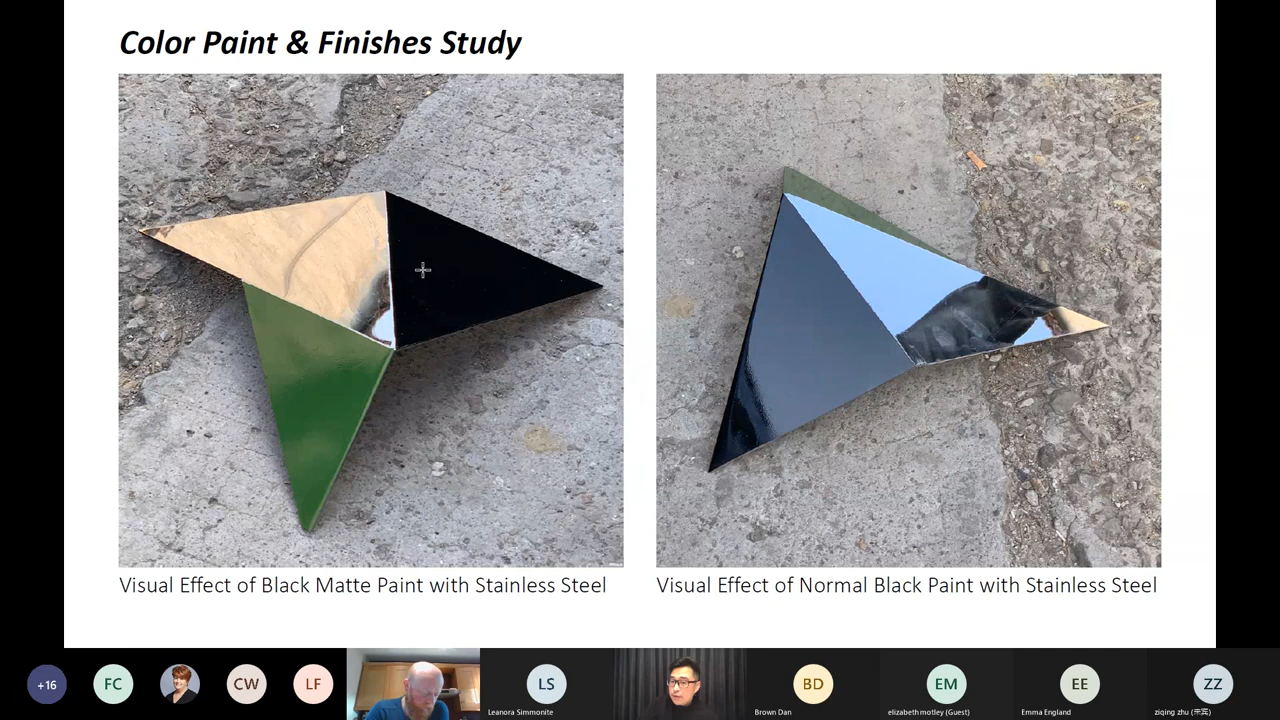 Color Paint & Finishes Study
Visual Effect of Black Matte Paint with Stainless Steel
Visual Effect of Normal Black Paint with Stainless Steel
+16
FC
CW
LF
LS
BD
EM
EE
ZZ
Leanora Simmonite
Brown Dan
elizabeth motley (Guest)
Emma England
ziqing zhu (宋宾)